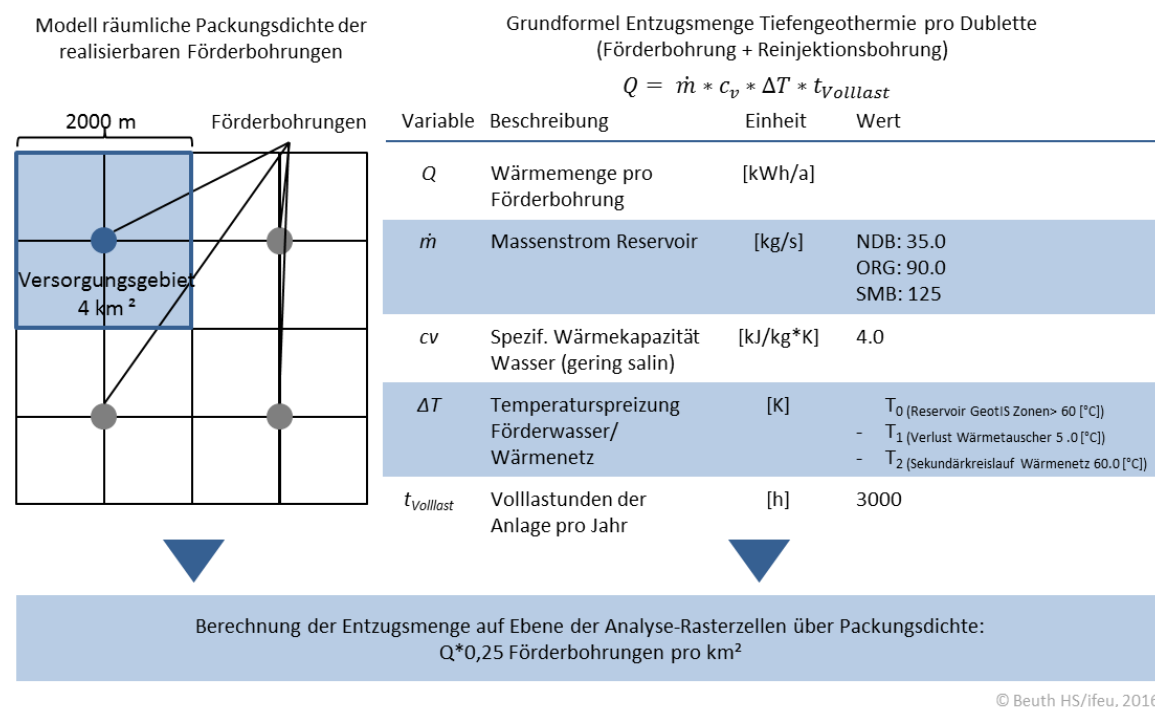 Modell räumliche Packungsdichte der
realisierbaren Förderbohrungen
2000 m
Förderbohrungen
Versorgungsgebiet
4 km ²
Grundformel Entzugsmenge Tiefengeothermie pro Dublette
(Förderbohrung + Reinjektionsbohrung)
Q = ṁ * c_v * ΔT * t_Volllast
Variable Beschreibung Einheit Wert
Q Wärmemenge pro [kWh/a]
Förderbohrung
ṁ Massenstrom Reservoir [kg/s] NDB: 35.0
ORG: 90.0
SMB: 125
cv Spezif. Wärmekapazität [kJ/kg*K] 4.0
Wasser (gering salin)
ΔT Temperaturspreizung [K] T0 (Reservoir GeotIS Zonen> 60 [°C])
Förderwasser/ - T1 (Verlust Wärmetauscher 5 .0 [°C])
Wärmenetz - T2 (Sekundärkreislauf Wärmenetz 60.0 [°C])
tVolllast Volllastunden der [h] 3000
Anlage pro Jahr
Berechnung der Entzugsmenge auf Ebene der Analyse-Rasterzellen über Packungsdichte:
Q*0,25 Förderbohrungen pro km²
© Beuth HS/ifeu, 2016